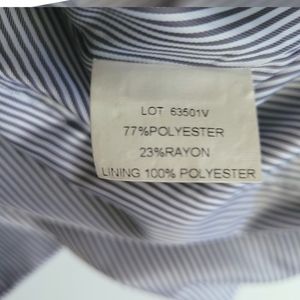 LOT 63501V
77%POLYESTER
23%RAYON
LINING 100% POLYESTER